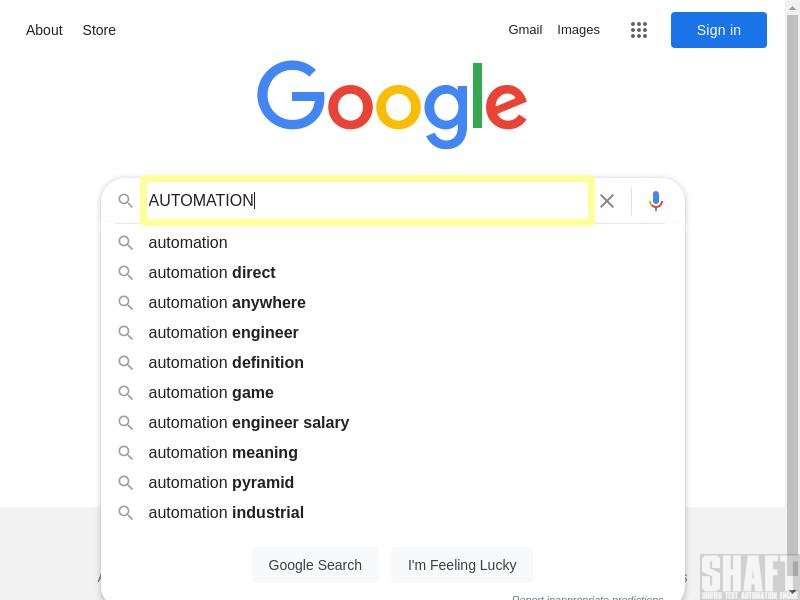 About Store Gmail Images Sign in
Google
AUTOMATION
automation
automation direct
automation anywhere
automation engineer
automation definition
automation game
automation engineer salary
automation meaning
automation pyramid
automation industrial
Google Search I'm Feeling Lucky
Report inappropriate predictions
SHAFT